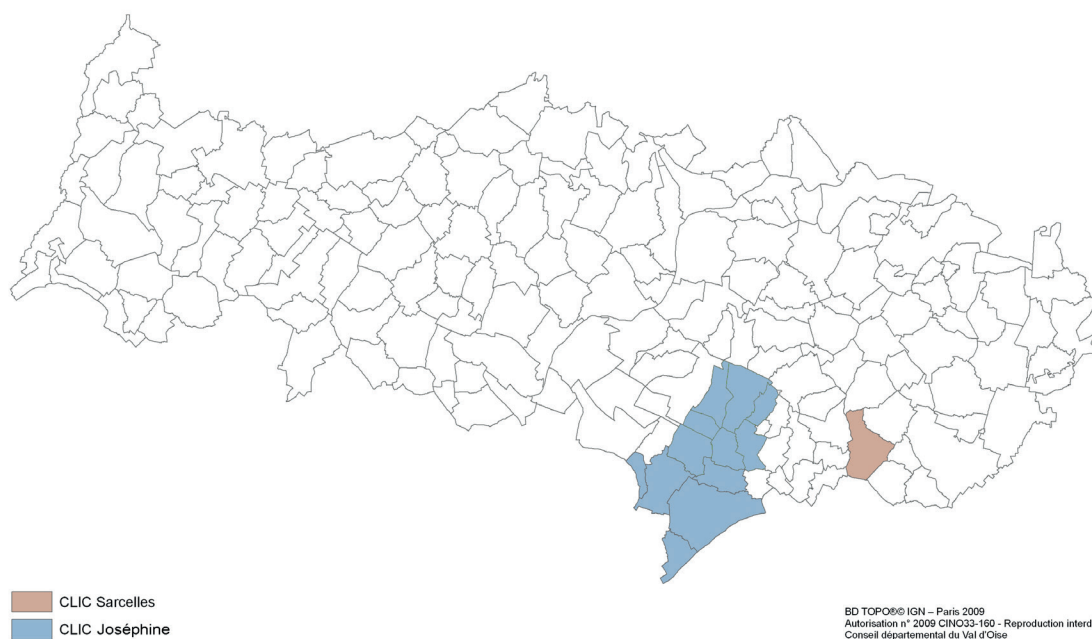 CLIC Sarcelles
CLIC Joséphine
BD TOPO®© IGN – Paris 2009
Autorisation n° 2009 CINO33-160 - Reproduction interd
Conseil départemental du Val d'Oise